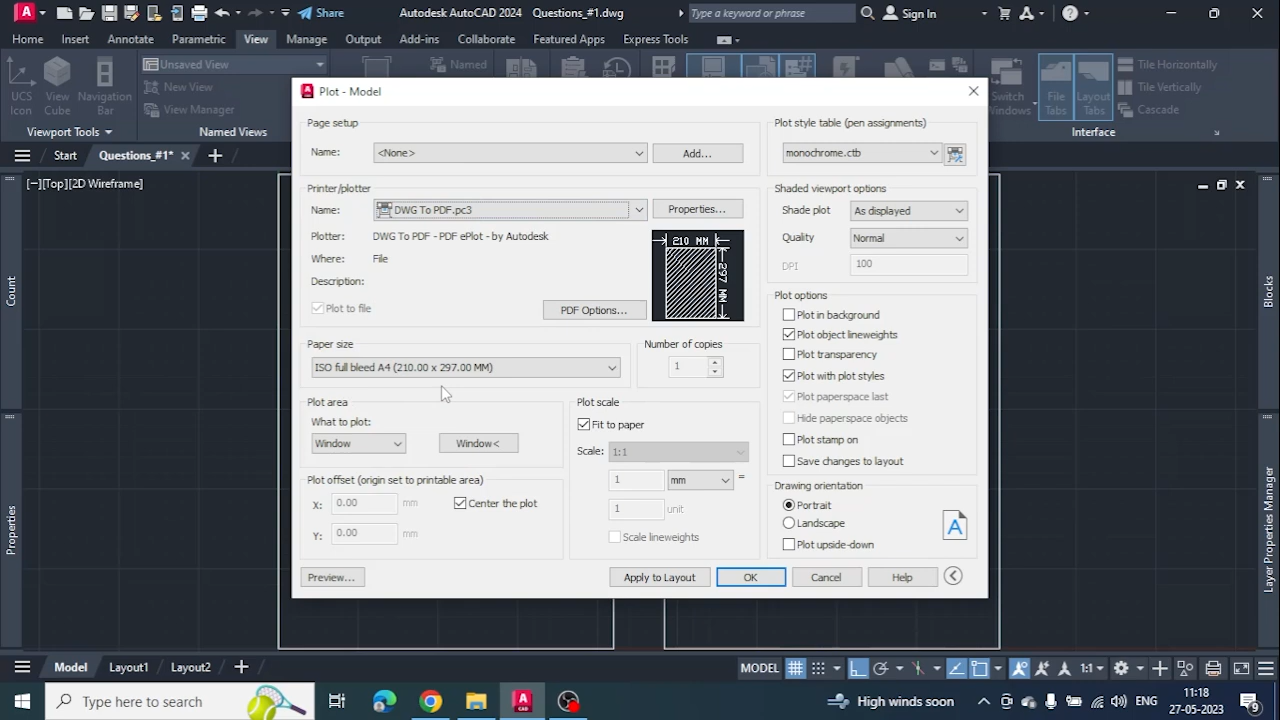 Share
Autodesk AutoCAD 2024 Questions_#1.dwg
Type a keyword or phrase
Sign In
Home Insert Annotate Parametric View Manage Output Add-ins Collaborate Featured Apps Express Tools
UCS Icon
View Cube
Navigation Bar
Viewport Tools
Unsaved View
New View
View Manager
Named Views
Named
Switch Windows
File Tabs
Layout Tabs
Tile Horizontally
Tile Vertically
Cascade
Interface
Start Questions_#1*
[−][Top][2D Wireframe]
Count
Properties
Blocks
Layer Properties Manager
Plot - Model
Page setup
Name: <None> Add...
Printer/plotter
Name: DWG To PDF.pc3 Properties...
Plotter: DWG To PDF - PDF ePlot - by Autodesk
Where: File
Description:
Plot to file
PDF Options...
210 MM
297 MM
Paper size
ISO full bleed A4 (210.00 x 297.00 MM)
Number of copies
1
Plot area
What to plot:
Window Window<
Plot offset (origin set to printable area)
X: 0.00 mm Center the plot
Y: 0.00 mm
Plot scale
Fit to paper
Scale: 1:1
1 mm =
1 unit
Scale lineweights
Plot style table (pen assignments)
monochrome.ctb
Shaded viewport options
Shade plot As displayed
Quality Normal
DPI 100
Plot options
Plot in background
Plot object lineweights
Plot transparency
Plot with plot styles
Plot paperspace last
Hide paperspace objects
Plot stamp on
Save changes to layout
Drawing orientation
Portrait
Landscape
Plot upside-down
A
Preview... Apply to Layout OK Cancel Help
Model Layout1 Layout2
MODEL 1:1
Type here to search
High winds soon ENG 11:18
27-05-2023
9